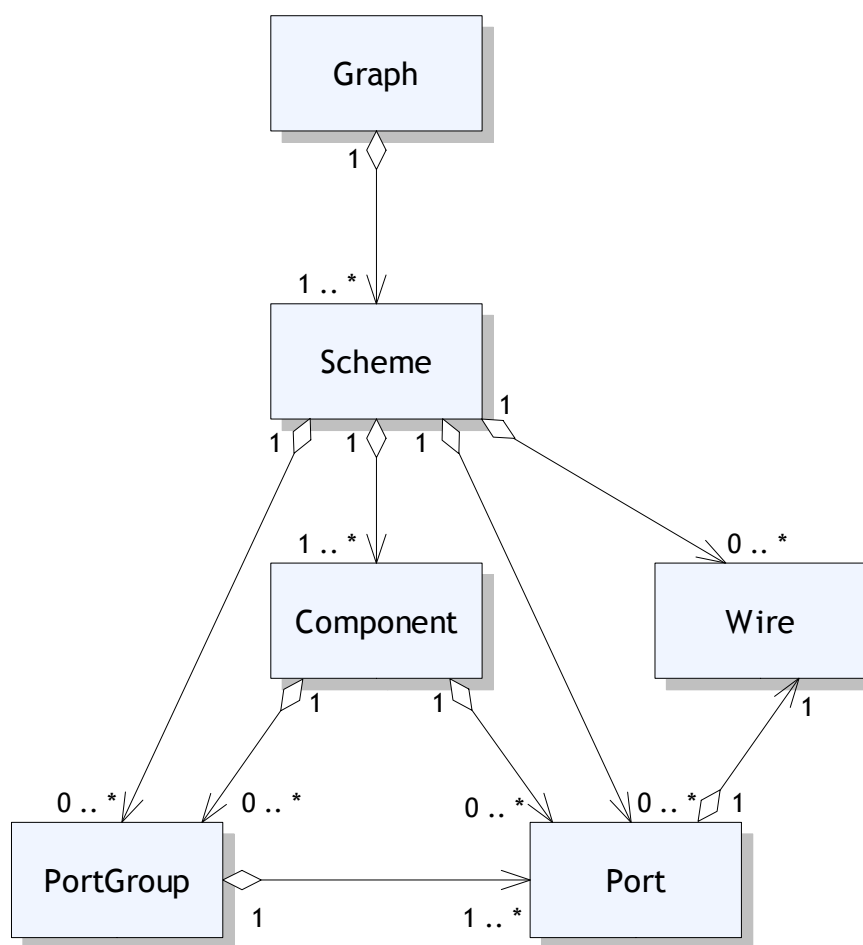 Graph
1
1 .. *
Scheme
1
1
1
1
1 .. *
0 .. *
Component
Wire
1
1
1
0 .. *
0 .. *
0 .. *
0 .. *
1
PortGroup
Port
1
1 .. *